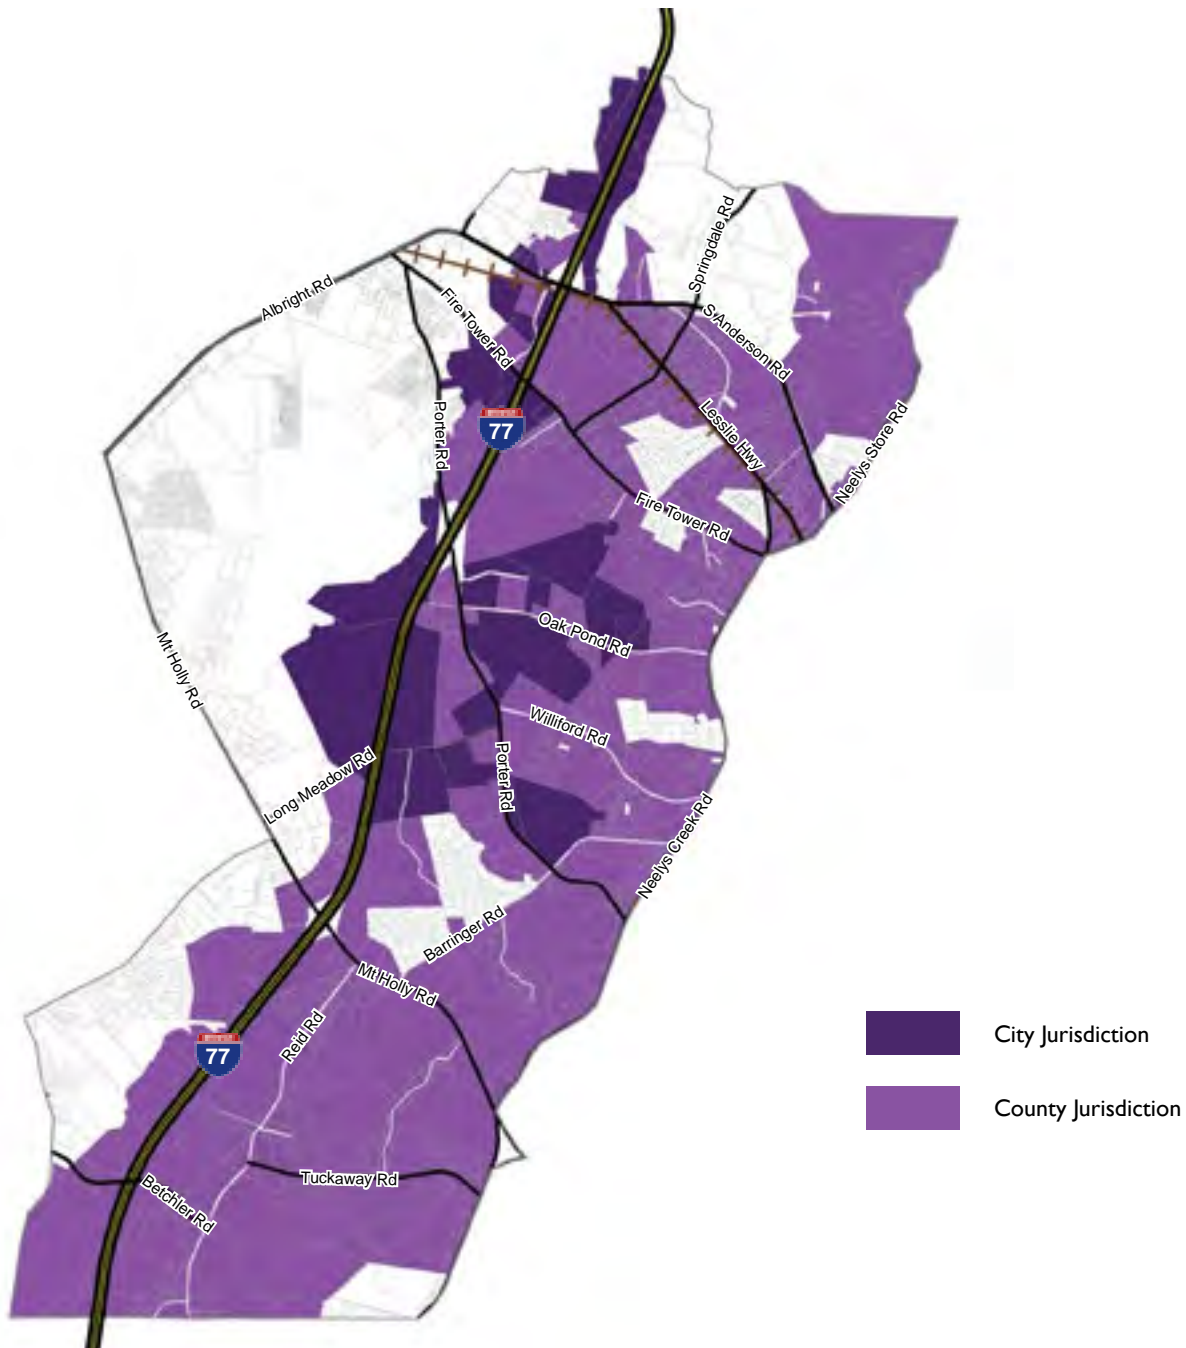 Springdale Rd
Albright Rd
Fire Tower Rd
S Anderson Rd
Porter Rd
77
Lesslie Hwy
Neelys Store Rd
Fire Tower Rd
Oak Pond Rd
Mt Holly Rd
Williford Rd
Long Meadow Rd
Porter Rd
Neelys Creek Rd
Barringer Rd
Mt Holly Rd
Reid Rd
77
City Jurisdiction
County Jurisdiction
Tuckaway Rd
Betchler Rd